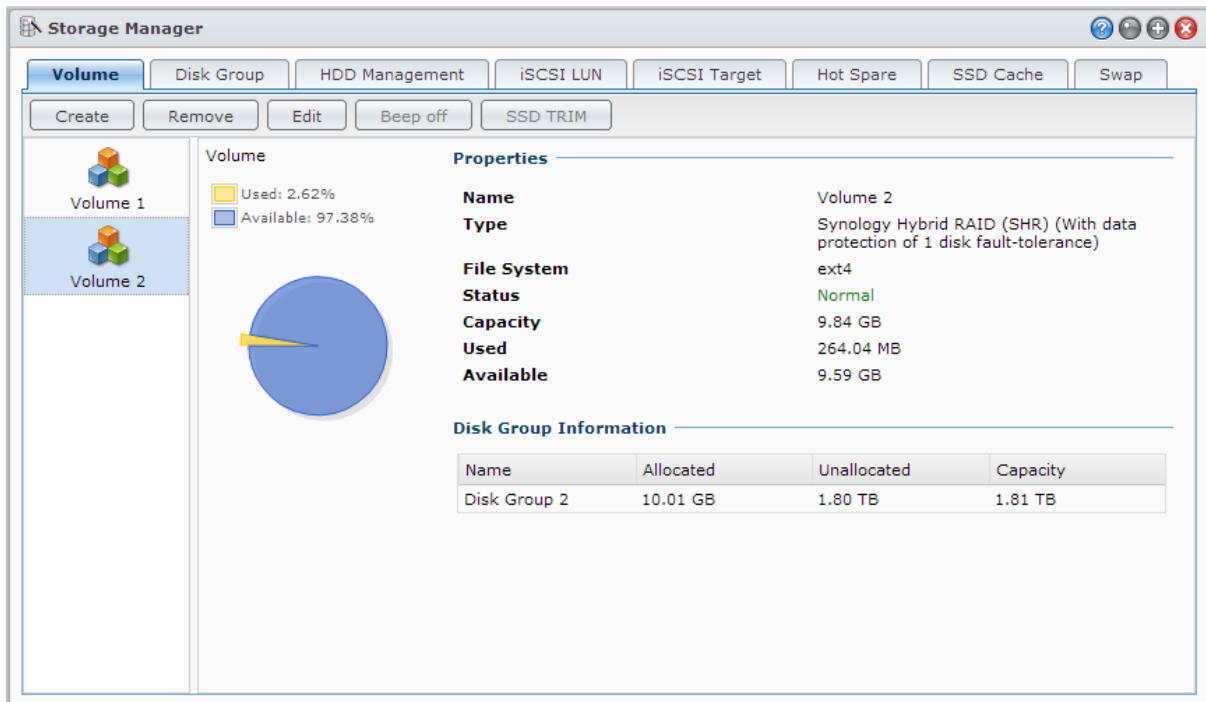 Storage Manager
Volume Disk Group HDD Management iSCSI LUN iSCSI Target Hot Spare SSD Cache Swap
Create Remove Edit Beep off SSD TRIM
Volume 1
Volume 2
Volume
Used: 2.62%
Available: 97.38%
Properties
Name Volume 2
Type Synology Hybrid RAID (SHR) (With data
protection of 1 disk fault-tolerance)
File System ext4
Status Normal
Capacity 9.84 GB
Used 264.04 MB
Available 9.59 GB
Disk Group Information
Name Allocated Unallocated Capacity
Disk Group 2 10.01 GB 1.80 TB 1.81 TB